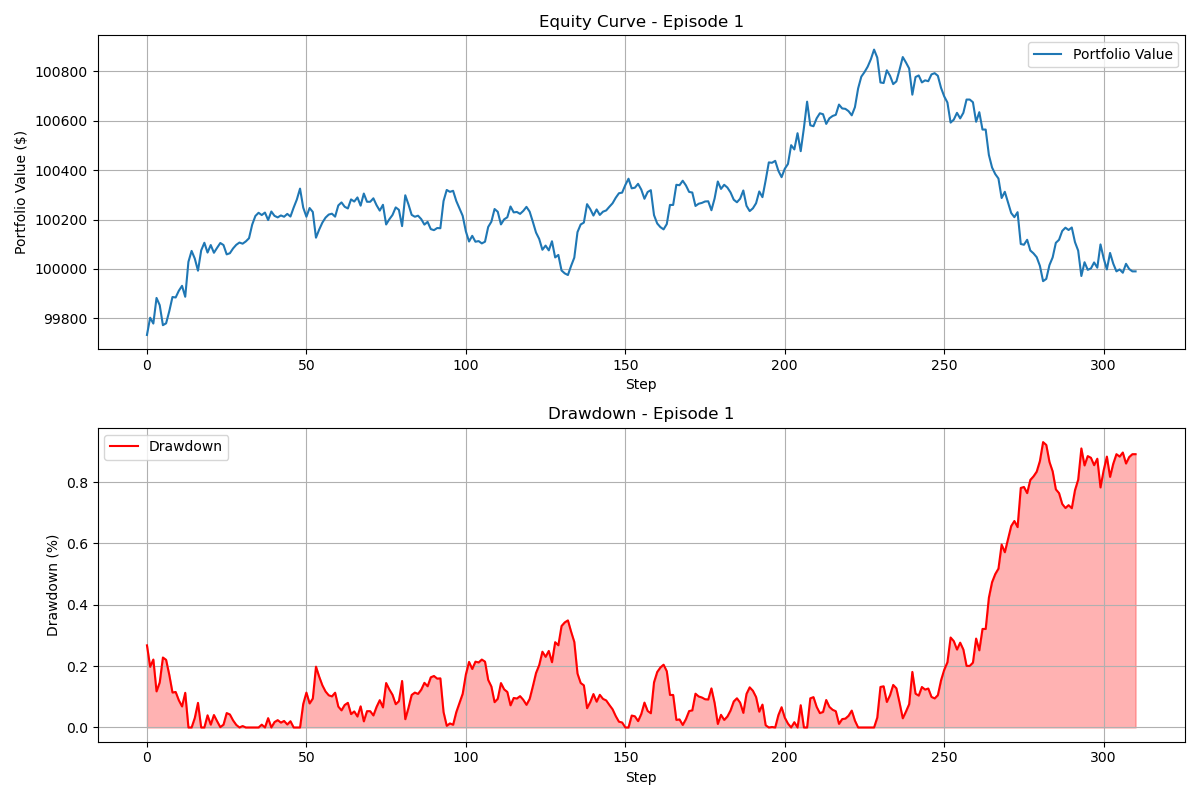 Equity Curve - Episode 1
Portfolio Value ($)
100800
100600
100400
100200
100000
99800
Portfolio Value
0 50 100 150 200 250 300
Step
Drawdown - Episode 1
Drawdown (%)
0.8
0.6
0.4
0.2
0.0
Drawdown
0 50 100 150 200 250 300
Step